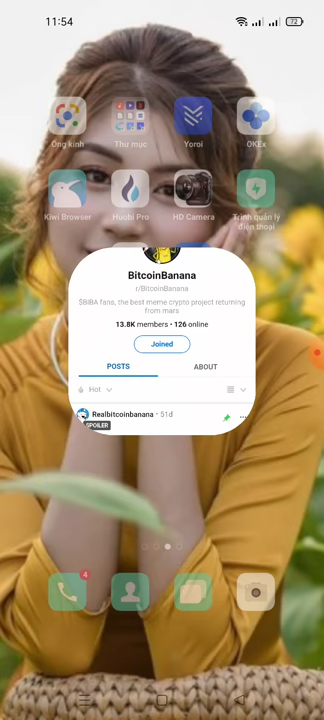 11:54
72
Ống kính
Thư mục
Yoroi
OKEx
Kiwi Browser
Huobi Pro
HD Camera
Trình quản lý
điện thoại
BitcoinBanana
r/BitcoinBanana
$BIBA fans, the best meme crypto project returning
from mars
13.8K members • 126 online
Joined
POSTS
ABOUT
Hot
Realbitcoinbanana • 51d
SPOILER
4